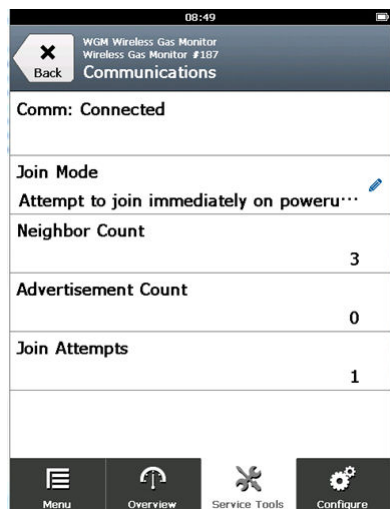 08:49
WGM Wireless Gas Monitor
Wireless Gas Monitor #187
Back
Communications
Comm: Connected
Join Mode
Attempt to join immediately on poweru...
Neighbor Count
3
Advertisement Count
0
Join Attempts
1
Menu
Overview
Service Tools
Configure